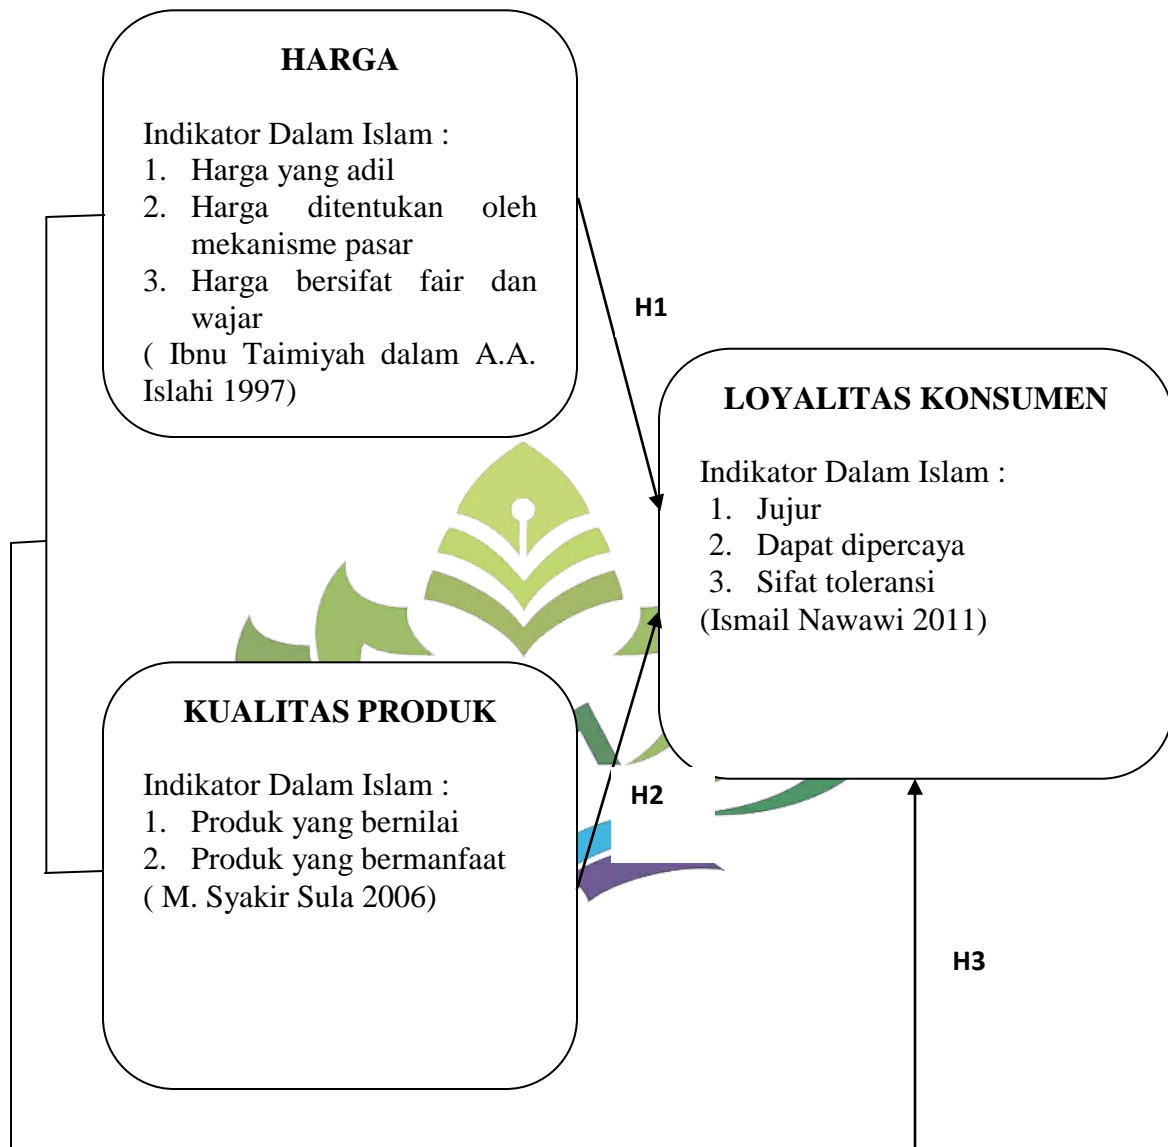 HARGA
Indikator Dalam Islam :
1. Harga yang adil
2. Harga ditentukan oleh
mekanisme pasar
3. Harga bersifat fair dan
wajar
( Ibnu Taimiyah dalam A.A.
Islahi 1997)
H1
LOYALITAS KONSUMEN
Indikator Dalam Islam :
1. Jujur
2. Dapat dipercaya
3. Sifat toleransi
(Ismail Nawawi 2011)
KUALITAS PRODUK
Indikator Dalam Islam :
1. Produk yang bernilai
2. Produk yang bermanfaat
( M. Syakir Sula 2006)
H2
H3